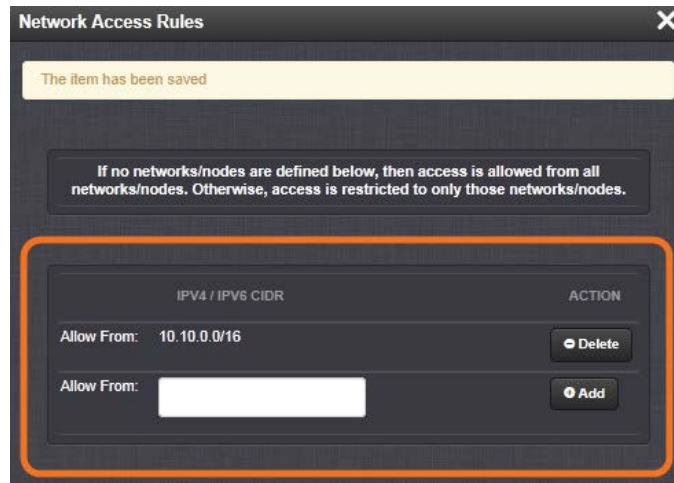 Network Access Rules
The item has been saved
If no networks/nodes are defined below, then access is allowed from all
networks/nodes. Otherwise, access is restricted to only those networks/nodes.
IPV4 / IPV6 CIDR ACTION
Allow From: 10.10.0.0/16 Delete
Allow From: Add